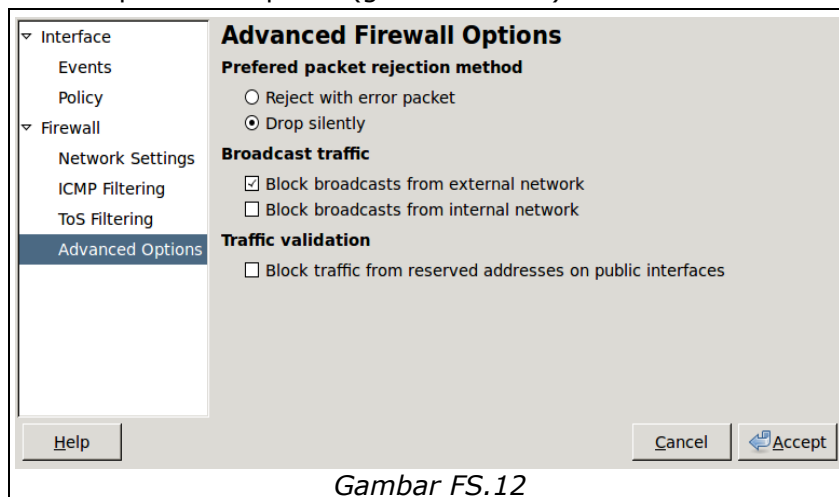 Interface
Events
Policy
Firewall
Network Settings
ICMP Filtering
ToS Filtering
Advanced Options
Advanced Firewall Options
Prefered packet rejection method
Reject with error packet
Drop silently
Broadcast traffic
Block broadcasts from external network
Block broadcasts from internal network
Traffic validation
Block traffic from reserved addresses on public interfaces
Help
Cancel
Accept
Gambar FS.12